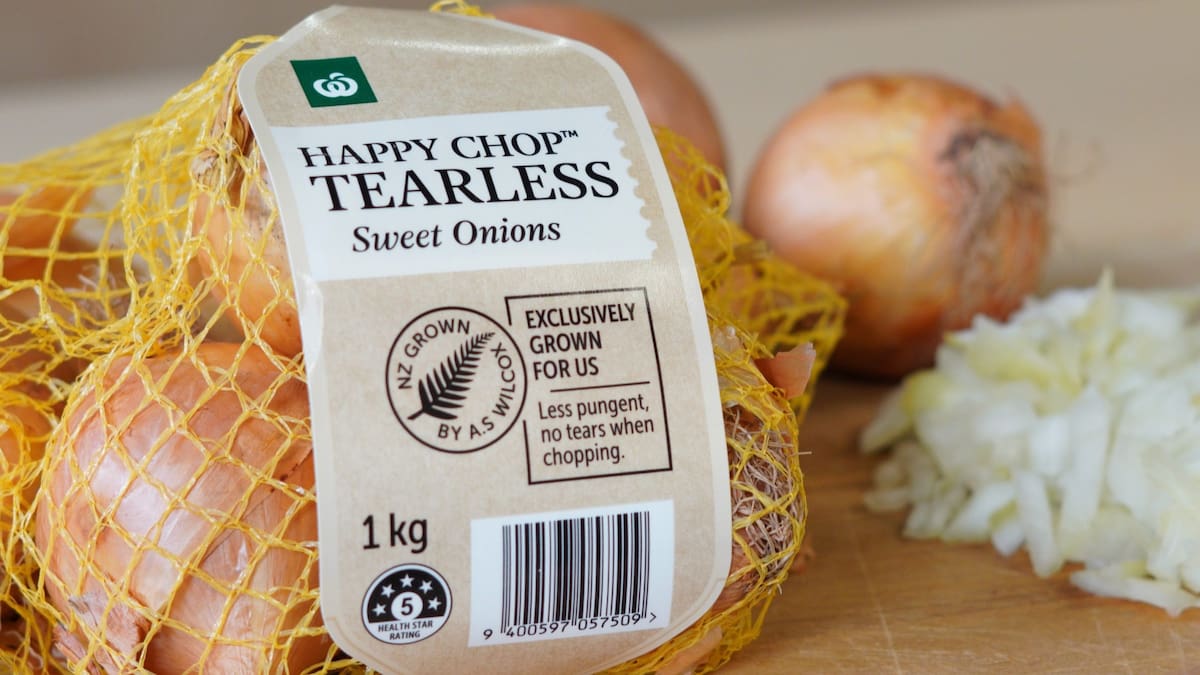 HAPPY CHOP™
TEARLESS
Sweet Onions
NZ GROWN
BY A.S WILCOX
EXCLUSIVELY
GROWN
FOR US
Less pungent,
no tears when
chopping.
1 kg
5
HEALTH STAR
RATING
9 400597 057509 >